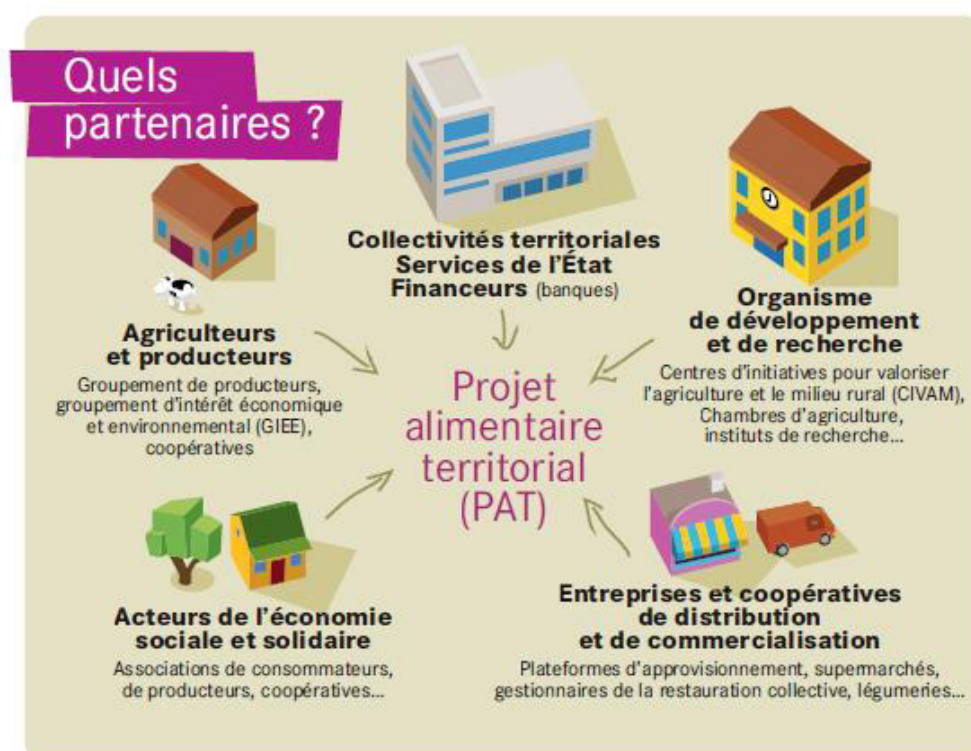 Quels
partenaires ?
Collectivités territoriales
Services de l'État
Financeurs (banques)
Agriculteurs
et producteurs
Groupement de producteurs,
groupement d'intérêt économique
et environnemental (GIEE),
coopératives
Organisme
de développement
et de recherche
Centres d'initiatives pour valoriser
l'agriculture et le milieu rural (CIVAM),
Chambres d'agriculture,
instituts de recherche...
Projet
alimentaire
territorial
(PAT)
Acteurs de l'économie
sociale et solidaire
Associations de consommateurs,
de producteurs, coopératives...
Entreprises et coopératives
de distribution
et de commercialisation
Plateformes d'approvisionnement, supermarchés,
gestionnaires de la restauration collective, légumeries...